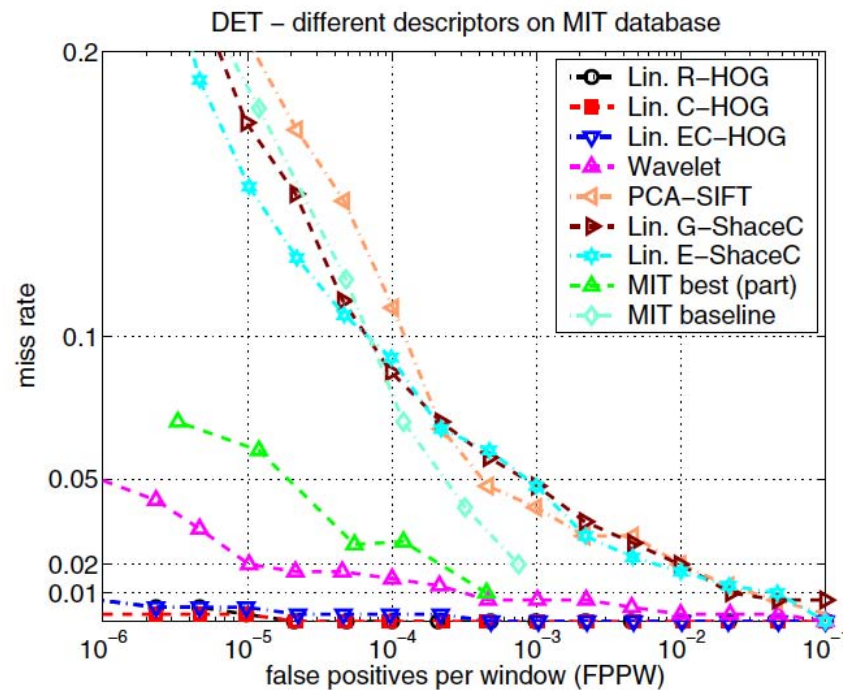 DET – different descriptors on MIT database
0.2
0.1
0.05
0.02
0.01
miss rate
Lin. R–HOG
Lin. C–HOG
Lin. EC–HOG
Wavelet
PCA–SIFT
Lin. G–ShaceC
Lin. E–ShaceC
MIT best (part)
MIT baseline
10⁻⁶ 10⁻⁵ 10⁻⁴ 10⁻³ 10⁻² 10⁻¹
false positives per window (FPPW)